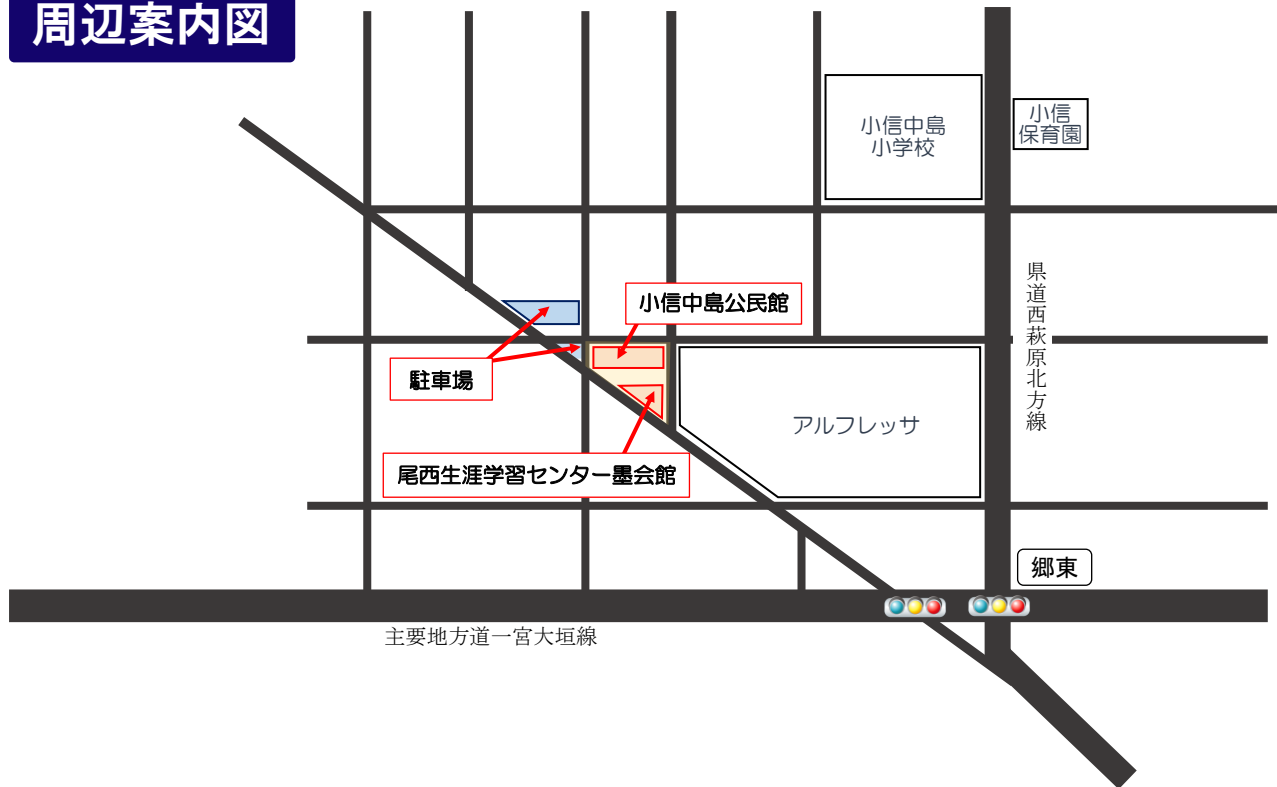 周辺案内図
小信中島
小学校
小信
保育園
県道西萩原北方線
小信中島公民館
駐車場
アルフレッサ
尾西生涯学習センター墨会館
郷東
主要地方道一宮大垣線